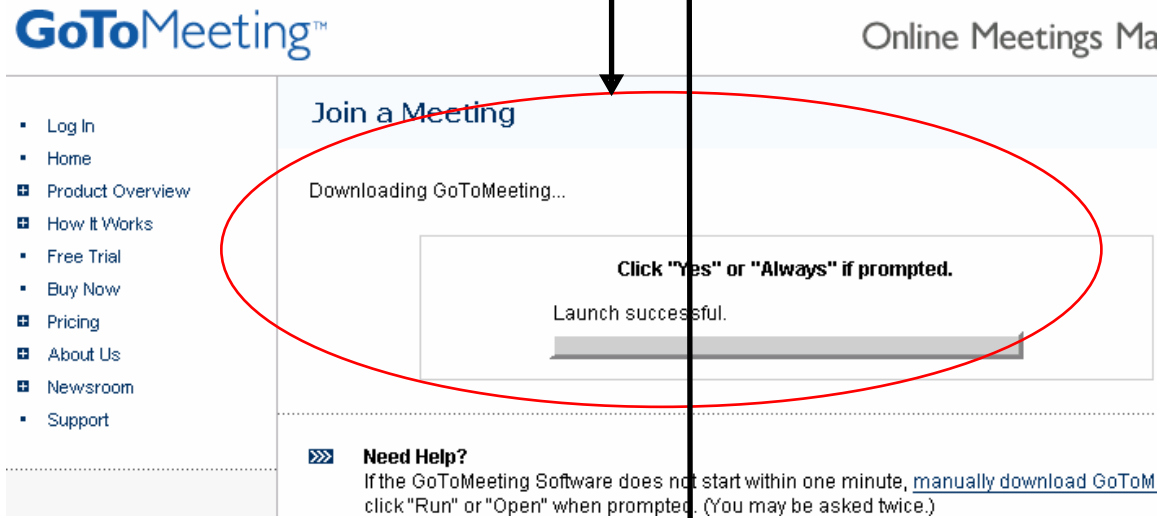 GoToMeeting™
Online Meetings Ma
Log In
Home
Product Overview
How It Works
Free Trial
Buy Now
Pricing
About Us
Newsroom
Support
Join a Meeting
Downloading GoToMeeting...
Click "Yes" or "Always" if prompted.
Launch successful.
Need Help?
If the GoToMeeting Software does not start within one minute, manually download GoToM
click "Run" or "Open" when prompted. (You may be asked twice.)